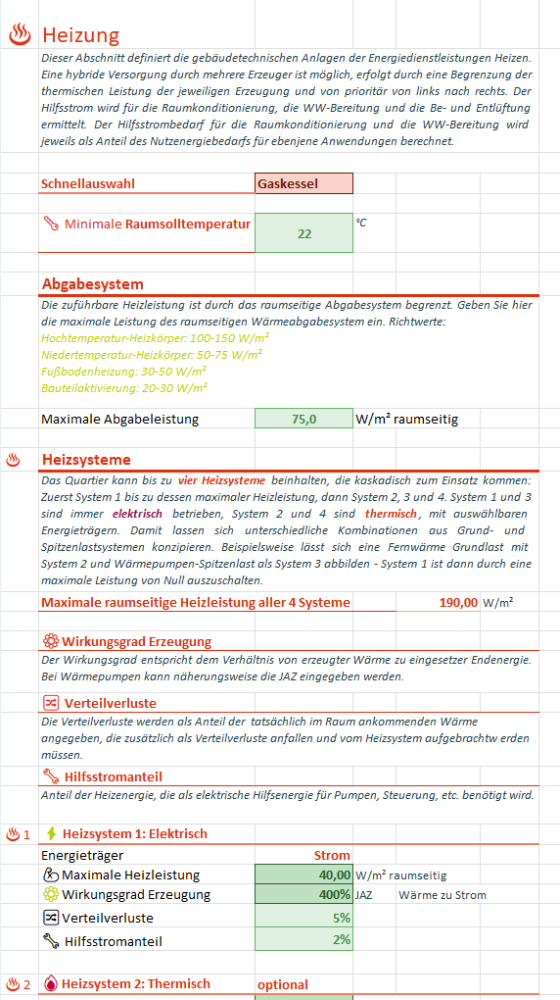 Heizung
Dieser Abschnitt definiert die gebäudetechnischen Anlagen der Energiedienstleistungen Heizen.
Eine hybride Versorgung durch mehrere Erzeuger ist möglich, erfolgt durch eine Begrenzung der
thermischen Leistung der jeweiligen Erzeugung und von prioritär von links nach rechts. Der
Hilfsstrom wird für die Raumkonditionierung, die WW-Bereitung und die Be- und Entlüftung
ermittelt. Der Hilfsstrombedarf für die Raumkonditionierung und die WW-Bereitung wird
jeweils als Anteil des Nutzenergiebedarfs für ebenjene Anwendungen berechnet.
Schnellauswahl Gaskessel
Minimale Raumsolltemperatur 22 °C
Abgabesystem
Die zuführbare Heizleistung ist durch das raumseitige Abgabesystem begrenzt. Geben Sie hier
die maximale Leistung des raumseitigen Wärmeabgabesystem ein. Richtwerte:
Hochtemperatur-Heizkörper: 100-150 W/m²
Niedertemperatur-Heizkörper: 50-75 W/m²
Fußbodenheizung: 30-50 W/m²
Bauteilaktivierung: 20-30 W/m²
Maximale Abgabeleistung 75,0 W/m² raumseitig
Heizsysteme
Das Quartier kann bis zu vier Heizsysteme beinhalten, die kaskadisch zum Einsatz kommen:
Zuerst System 1 bis zu dessen maximaler Heizleistung, dann System 2, 3 und 4. System 1 und 3
sind immer elektrisch betrieben, System 2 und 4 sind thermisch, mit auswählbaren
Energieträgern. Damit lassen sich unterschiedliche Kombinationen aus Grund- und
Spitzenlastsystemen konzipieren. Beispielsweise lässt sich eine Fernwärme Grundlast mit
System 2 und Wärmepumpen-Spitzenlast als System 3 abbilden - System 1 ist dann durch eine
maximale Leistung von Null auszuschalten.
Maximale raumseitige Heizleistung aller 4 Systeme 190,00 W/m²
Wirkungsgrad Erzeugung
Der Wirkungsgrad entspricht dem Verhältnis von erzeugter Wärme zu eingesetzer Endenergie.
Bei Wärmepumpen kann näherungsweise die JAZ eingegeben werden.
Verteilverluste
Die Verteilverluste werden als Anteil der tatsächlich im Raum ankommenden Wärme
angegeben, die zusätzlich als Verteilverluste anfallen und vom Heizsystem aufgebrachtw erden
müssen.
Hilfsstromanteil
Anteil der Heizenergie, die als elektrische Hilfsenergie für Pumpen, Steuerung, etc. benötigt wird.
1 Heizsystem 1: Elektrisch
Energieträger Strom
Maximale Heizleistung 40,00 W/m² raumseitig
Wirkungsgrad Erzeugung 400% JAZ Wärme zu Strom
Verteilverluste 5%
Hilfsstromanteil 2%
2 Heizsystem 2: Thermisch optional